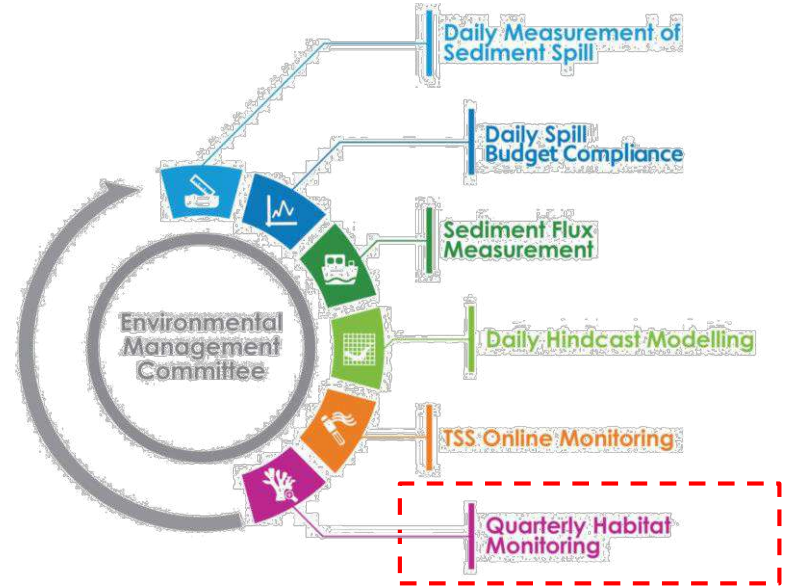 Daily Measurement of
Sediment Spill
Daily Spill
Budget Compliance
Sediment Flux
Measurement
Environmental
Management
Committee
Daily Hindcast Modelling
TSS Online Monitoring
Quarterly Habitat
Monitoring